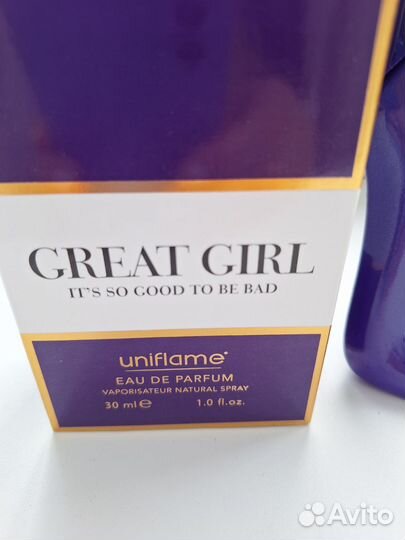 GREAT GIRL
IT'S SO GOOD TO BE BAD
uniflame®
EAU DE PARFUM
VAPORISATEUR NATURAL SPRAY
30 ml ℮ 1.0 fl.oz.
Avito